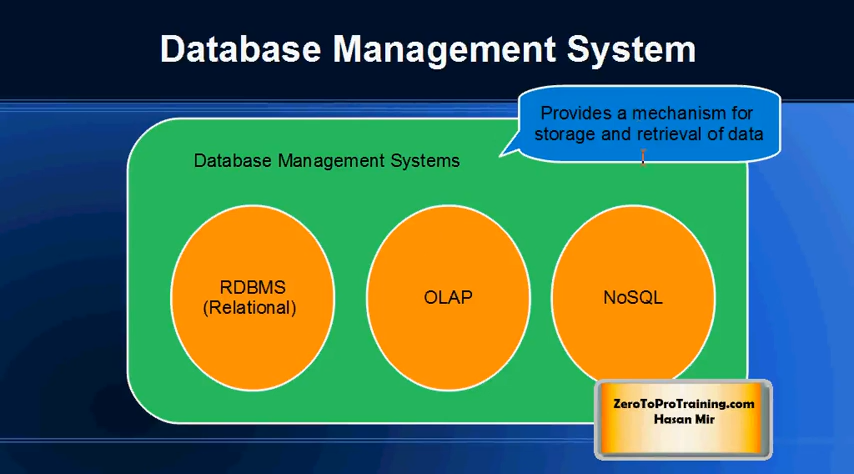 Database Management System
Provides a mechanism for
storage and retrieval of data
Database Management Systems
RDBMS
(Relational)
OLAP
NoSQL
ZeroToProTraining.com
Hasan Mir